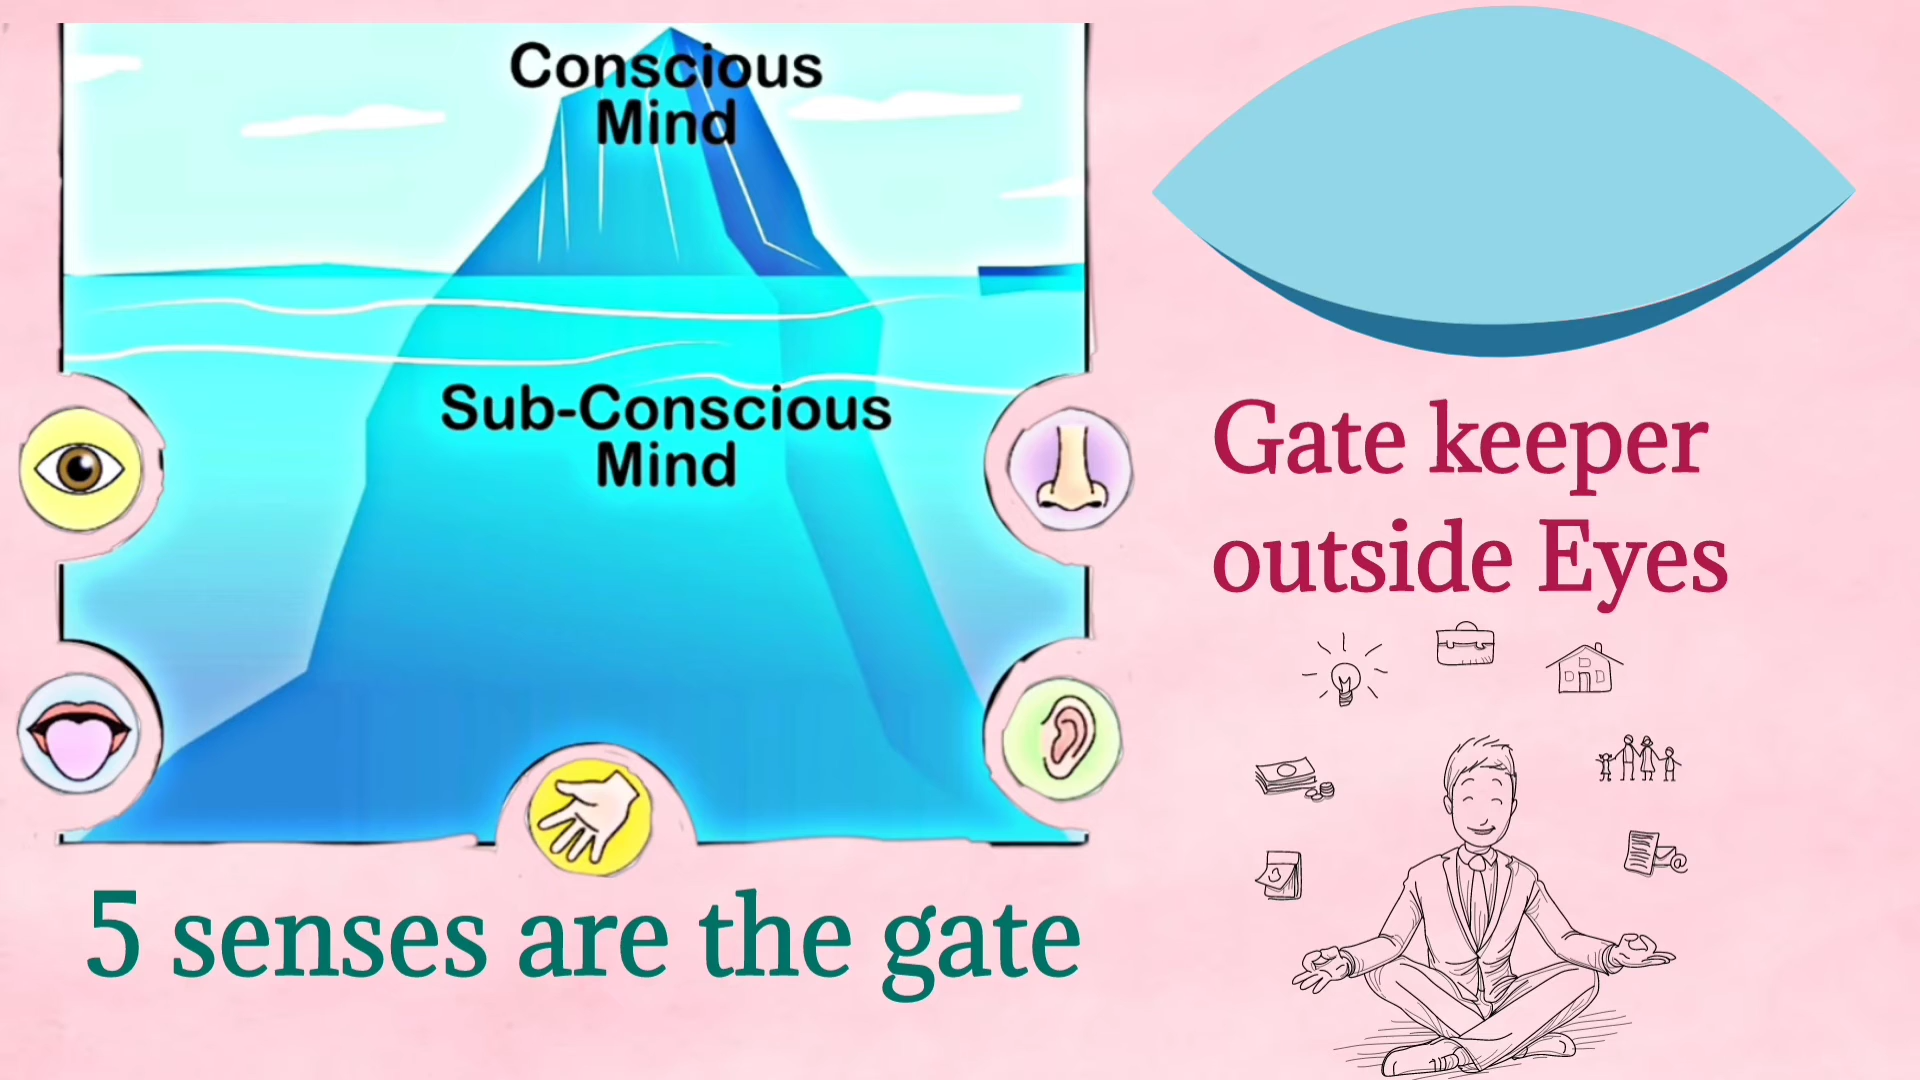 Conscious
Mind
Sub-Conscious
Mind
5 senses are the gate
Gate keeper
outside Eyes